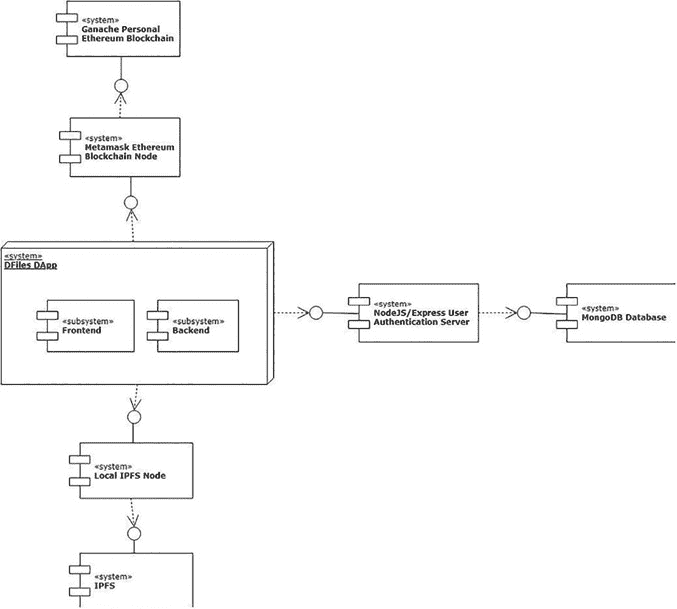 «system»
Ganache Personal
Ethereum Blockchain
«system»
Metamask Ethereum
Blockchain Node
«system»
DFiles DApp
«subsystem»
Frontend
«subsystem»
Backend
«system»
NodeJS/Express User
Authentication Server
«system»
MongoDB Database
«system»
Local IPFS Node
«system»
IPFS